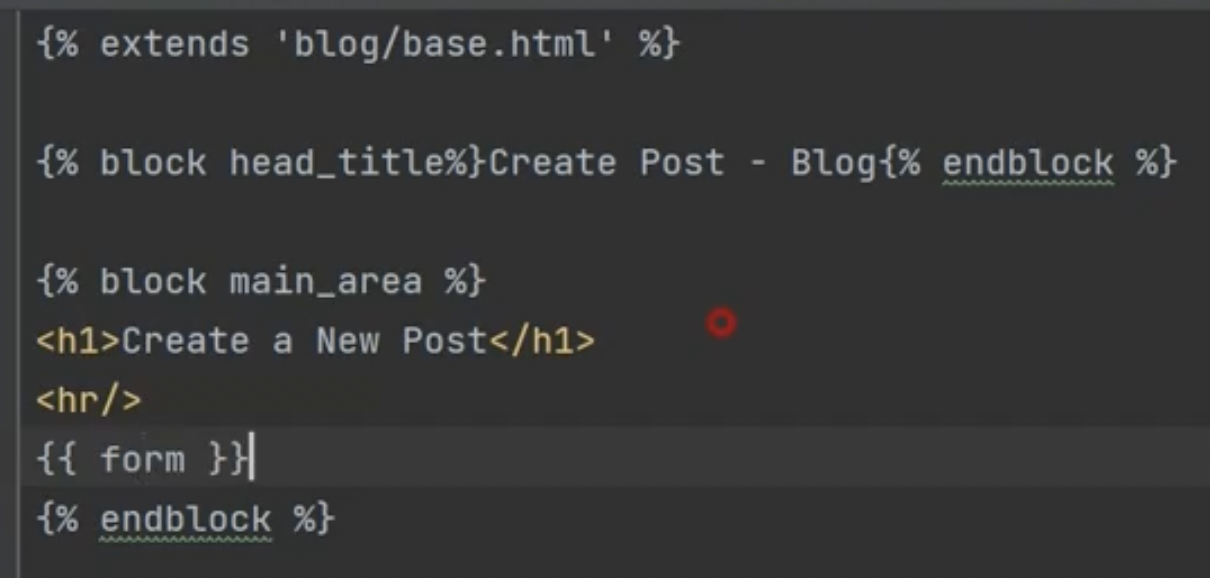 {% extends 'blog/base.html' %}
{% block head_title%}Create Post - Blog{% endblock %}
{% block main_area %}
<h1>Create a New Post</h1>
<hr/>
{{ form }}
{% endblock %}